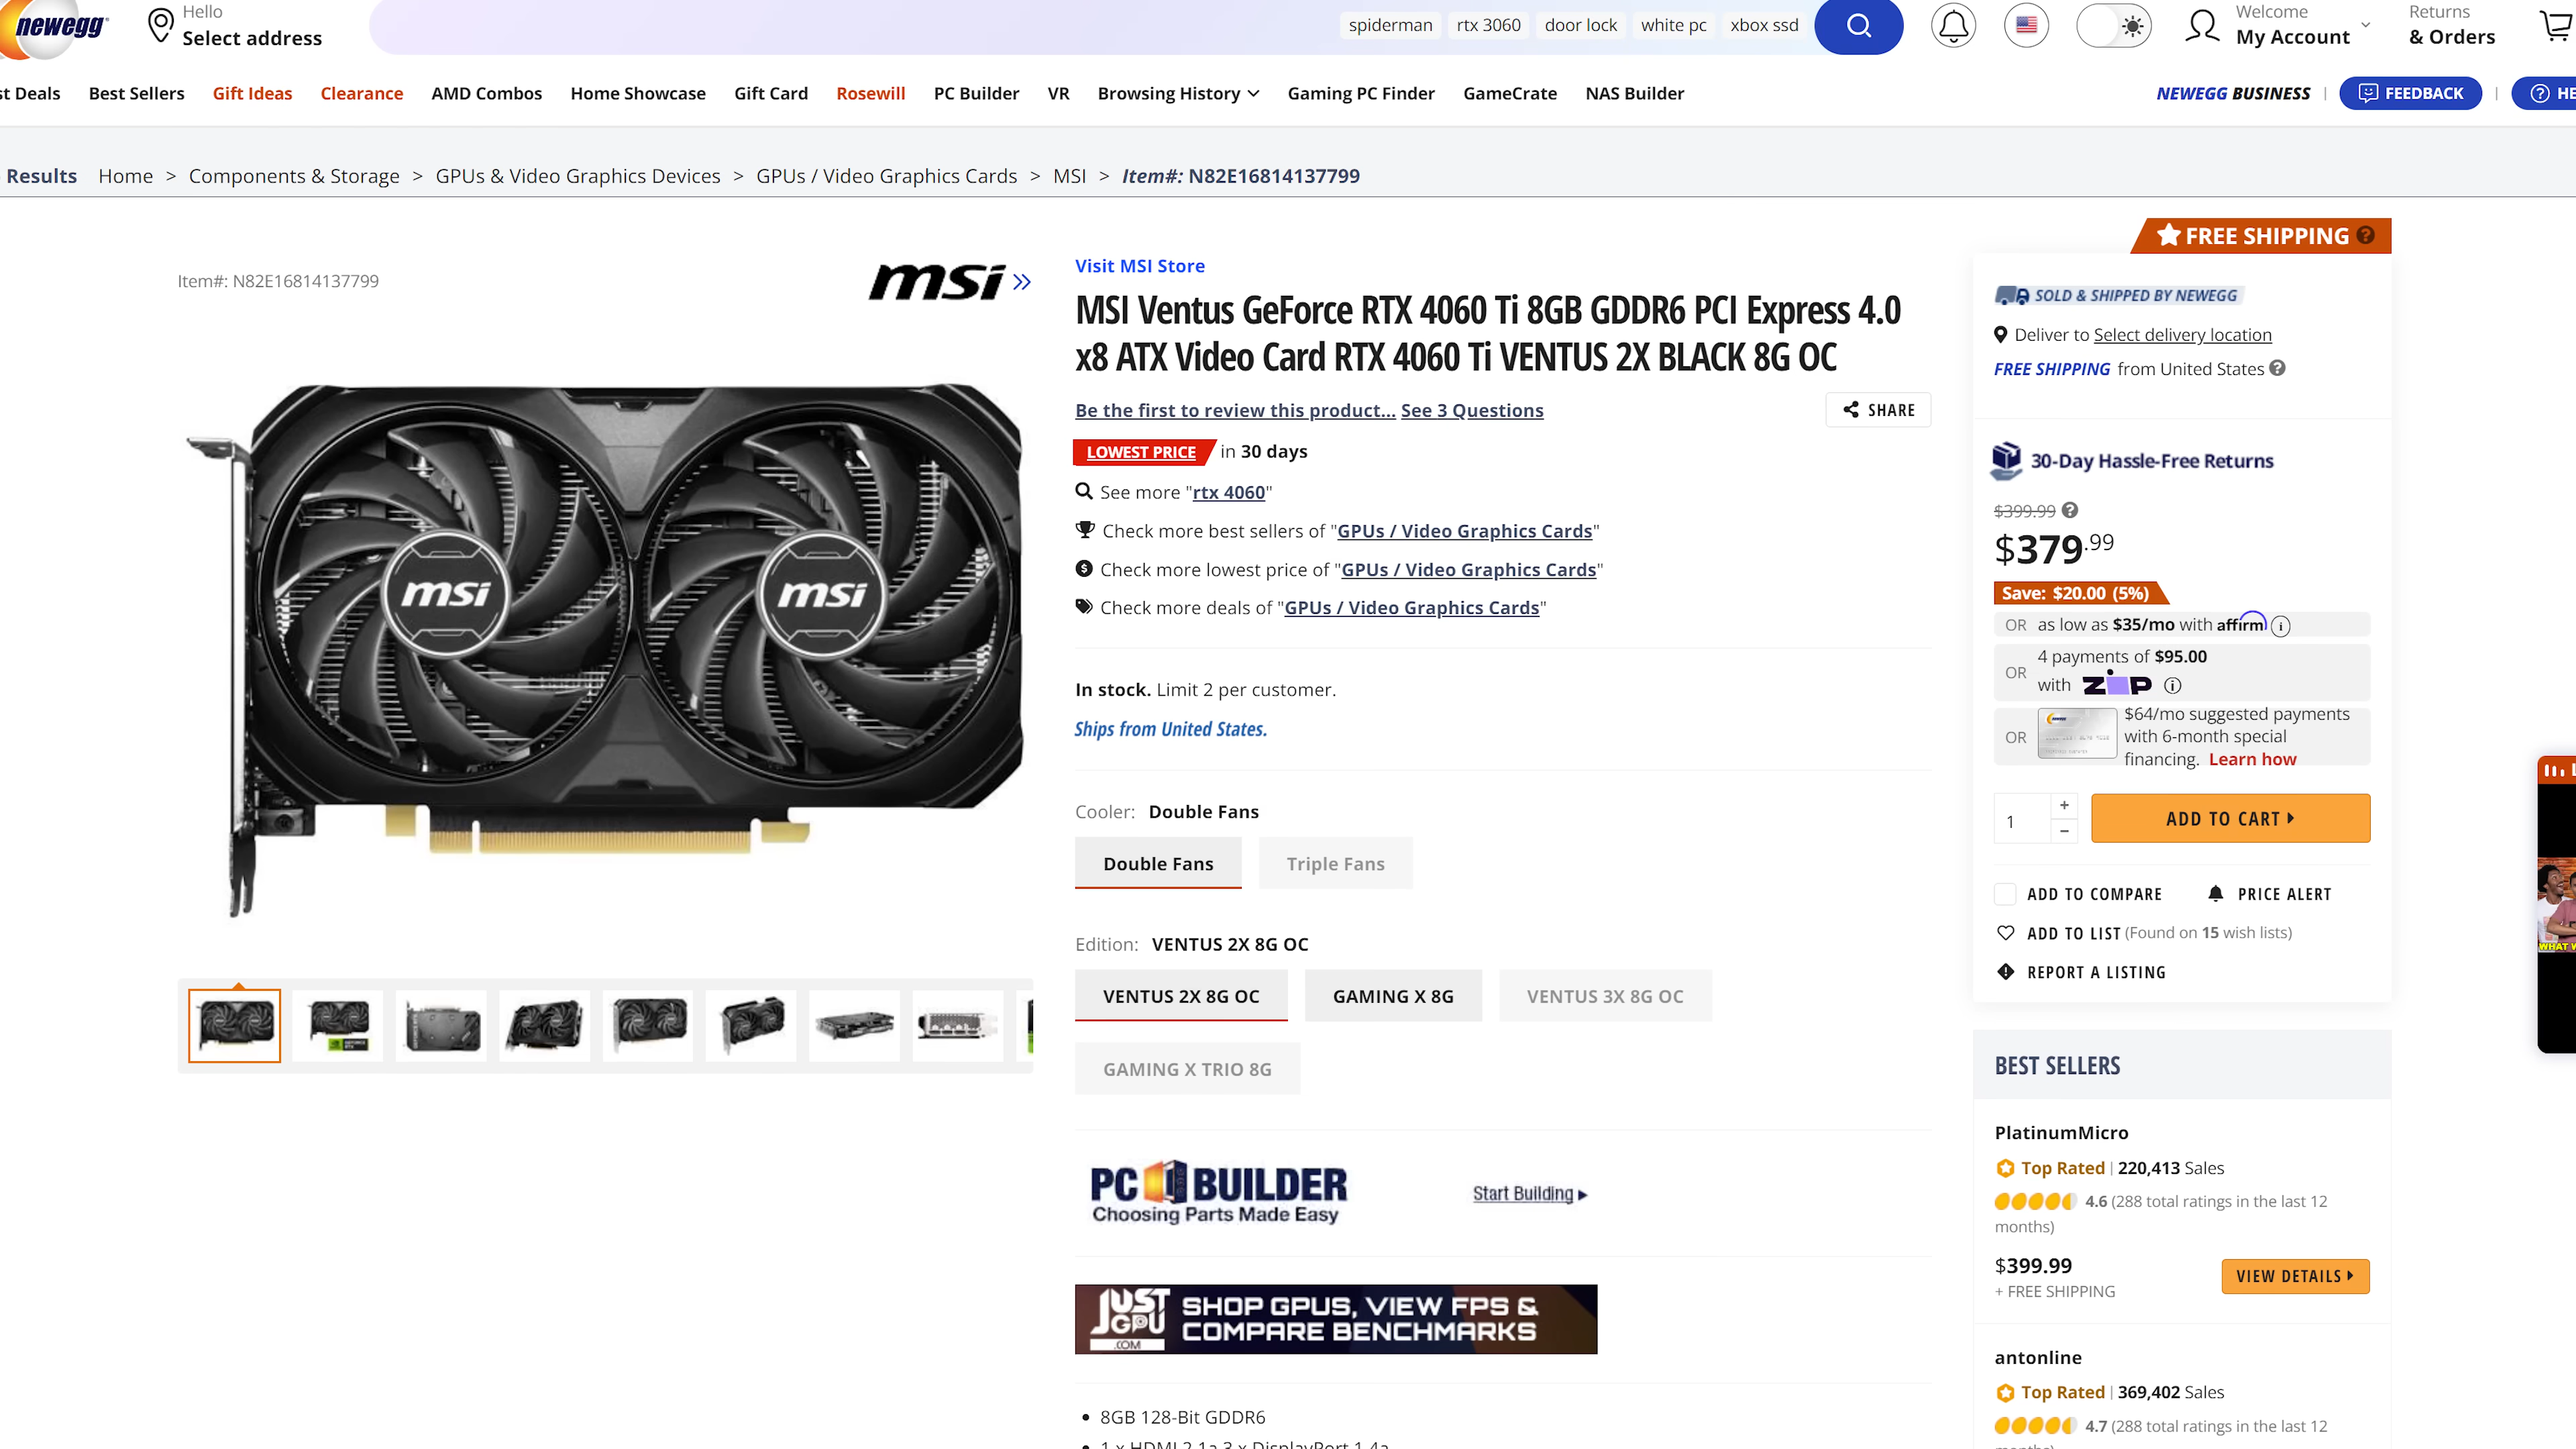 newegg
Hello
Select address
spiderman
rtx 3060
door lock
white pc
xbox ssd
Welcome
My Account
Returns
& Orders
st Deals
Best Sellers
Gift Ideas
Clearance
AMD Combos
Home Showcase
Gift Card
Rosewill
PC Builder
VR
Browsing History
Gaming PC Finder
GameCrate
NAS Builder
NEWEGG BUSINESS
FEEDBACK
HE
Results
Home > Components & Storage > GPUs & Video Graphics Devices > GPUs / Video Graphics Cards > MSI > Item#: N82E16814137799
Item#: N82E16814137799
msi
msi
msi
Visit MSI Store
MSI Ventus GeForce RTX 4060 Ti 8GB GDDR6 PCI Express 4.0
x8 ATX Video Card RTX 4060 Ti VENTUS 2X BLACK 8G OC
Be the first to review this product... See 3 Questions
SHARE
LOWEST PRICE in 30 days
See more "rtx 4060"
Check more best sellers of "GPUs / Video Graphics Cards"
Check more lowest price of "GPUs / Video Graphics Cards"
Check more deals of "GPUs / Video Graphics Cards"
In stock. Limit 2 per customer.
Ships from United States.
Cooler: Double Fans
Double Fans
Triple Fans
Edition: VENTUS 2X 8G OC
VENTUS 2X 8G OC
GAMING X 8G
VENTUS 3X 8G OC
GAMING X TRIO 8G
PC BUILDER
Choosing Parts Made Easy
Start Building
JUST
GPU
.COM
SHOP GPUS, VIEW FPS &
COMPARE BENCHMARKS
8GB 128-Bit GDDR6
1 x HDMI 2.1a 3 x DisplayPort 1.4a
FREE SHIPPING
SOLD & SHIPPED BY NEWEGG
Deliver to Select delivery location
FREE SHIPPING from United States
30-Day Hassle-Free Returns
$399.99
$379.99
Save: $20.00 (5%)
OR as low as $35/mo with affirm
OR
4 payments of $95.00
with ZIP
OR
$64/mo suggested payments
with 6-month special
financing. Learn how
1
+
−
ADD TO CART
ADD TO COMPARE
PRICE ALERT
ADD TO LIST (Found on 15 wish lists)
REPORT A LISTING
BEST SELLERS
PlatinumMicro
Top Rated | 220,413 Sales
4.6 (288 total ratings in the last 12
months)
$399.99
+ FREE SHIPPING
VIEW DETAILS
antonline
Top Rated | 369,402 Sales
4.7 (288 total ratings in the last 12
months)
WHAT